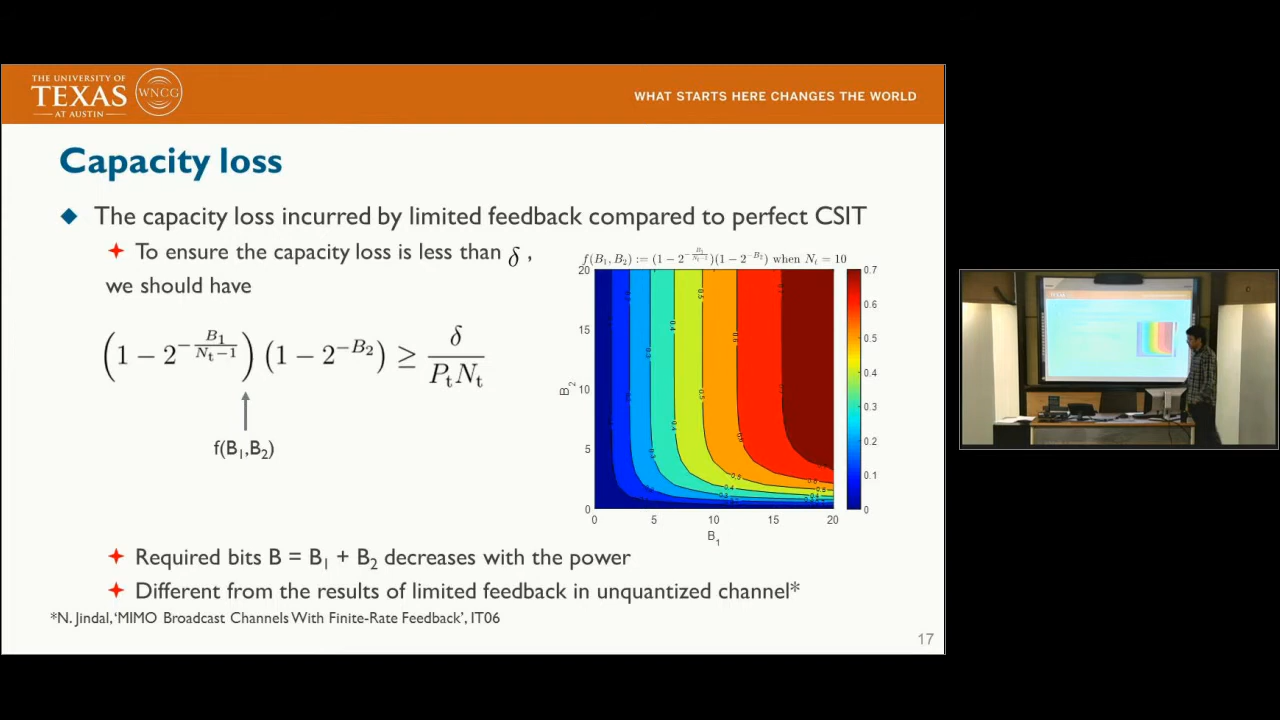 THE UNIVERSITY OF
TEXAS
AT AUSTIN
WNCG
WHAT STARTS HERE CHANGES THE WORLD
Capacity loss
The capacity loss incurred by limited feedback compared to perfect CSIT
To ensure the capacity loss is less than δ ,
we should have
(1 − 2^{−B₁/(Nₜ−1)}) (1 − 2^{−B₂}) ≥ δ/(PₜNₜ)
f(B₁,B₂)
f(B₁, B₂) := (1 − 2^{−B₁/(Nₜ−1)})(1 − 2^{−B₂}) when Nₜ = 10
20
15
10
5
0
B₂
0 5 10 15 20
B₁
0.7
0.6
0.5
0.4
0.3
0.2
0.1
0
Required bits B = B₁ + B₂ decreases with the power
Different from the results of limited feedback in unquantized channel*
*N. Jindal, 'MIMO Broadcast Channels With Finite-Rate Feedback', IT06
17